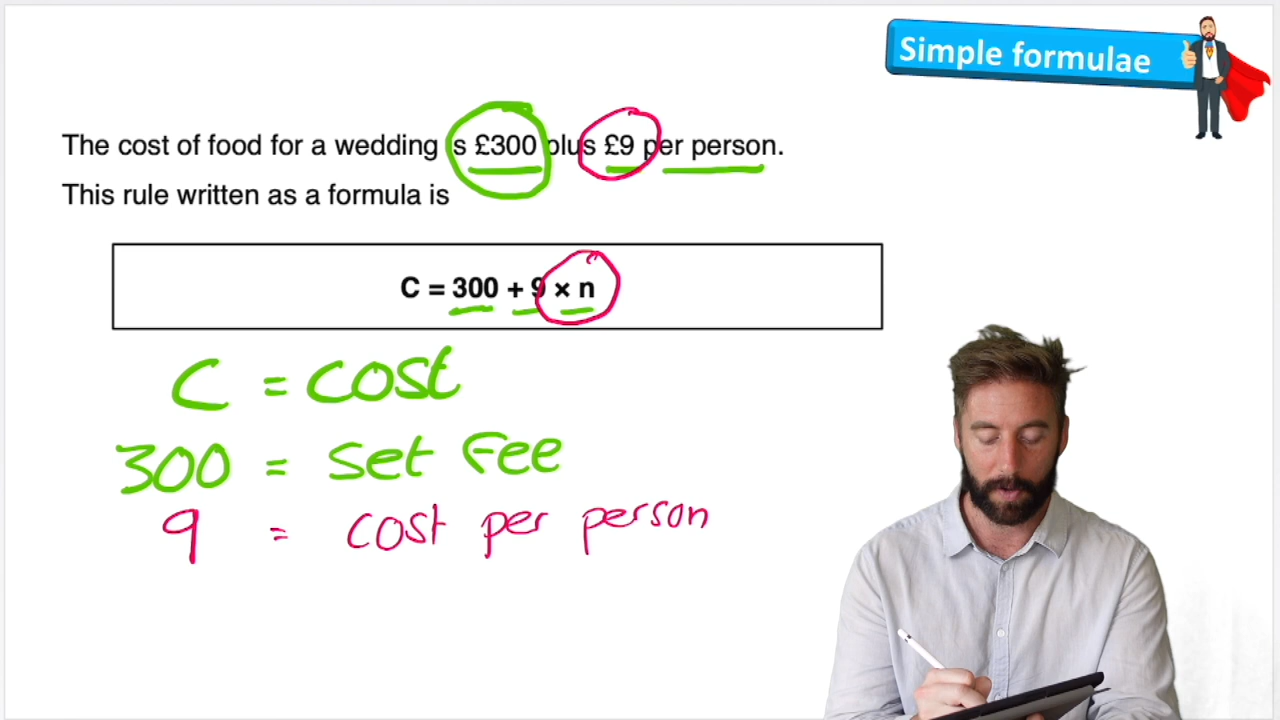 Simple formulae
The cost of food for a wedding is £300 plus £9 per person.
This rule written as a formula is
C = 300 + 9 × n
C = cost
300 = set fee
9 = cost per person